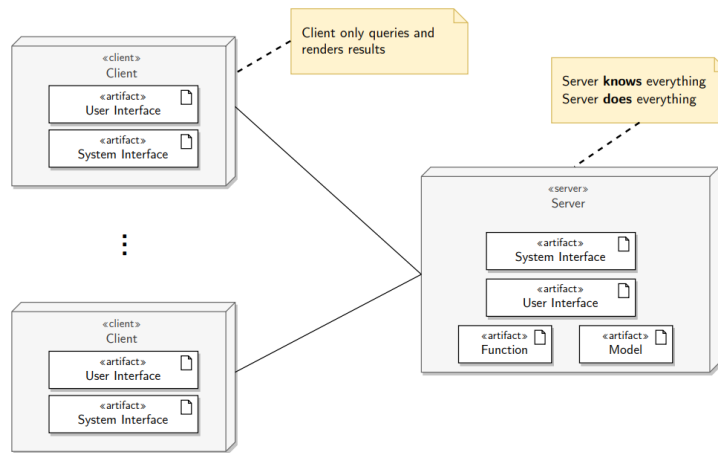 Client only queries and
renders results
«client»
Client
«artifact»
User Interface
«artifact»
System Interface
Server knows everything
Server does everything
«server»
Server
«artifact»
System Interface
«artifact»
User Interface
«artifact»
Function
«artifact»
Model
«client»
Client
«artifact»
User Interface
«artifact»
System Interface